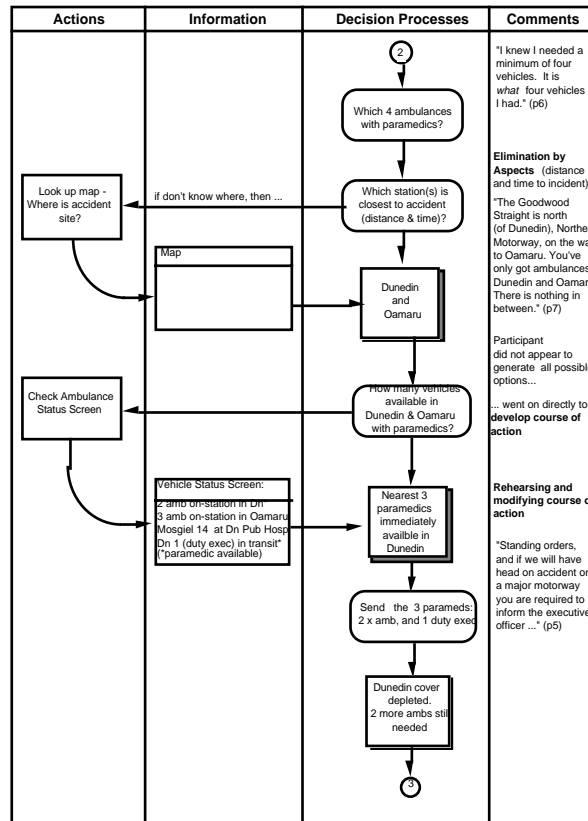 Actions
Information
Decision Processes
Comments
2
"I knew I needed a
minimum of four
vehicles. It is
what four vehicles
I had." (p6)
Which 4 ambulances
with paramedics?
Elimination by
Aspects (distance
and time to incident)
Look up map -
Where is accident
site?
if don't know where, then ...
Which station(s) is
closest to accident
(distance & time)?
"The Goodwood
Straight is north
(of Dunedin), Northe
Motorway, on the wa
to Oamaru. You've
only got ambulances
Dunedin and Oamar
There is nothing in
between." (p7)
Map
Dunedin
and
Oamaru
Participant
did not appear to
generate all possible
options...
Check Ambulance
Status Screen
How many vehicles
available in
Dunedin & Oamaru
with paramedics?
... went on directly to
develop course of
action
Vehicle Status Screen:
2 amb on-station in Dn
3 amb on-station in Oamaru
Mosgiel 14 at Dn Pub Hosp
Dn 1 (duty exec) in transit*
(*paramedic available)
Nearest 3
paramedics
immediately
availble in
Dunedin
Rehearsing and
modifying course o
action
"Standing orders,
and if we will have
head on accident on
a major motorway
you are required to
inform the executive
officer ..." (p5)
Send the 3 parameds:
2 x amb, and 1 duty exec
Dunedin cover
depleted.
2 more ambs still
needed
3